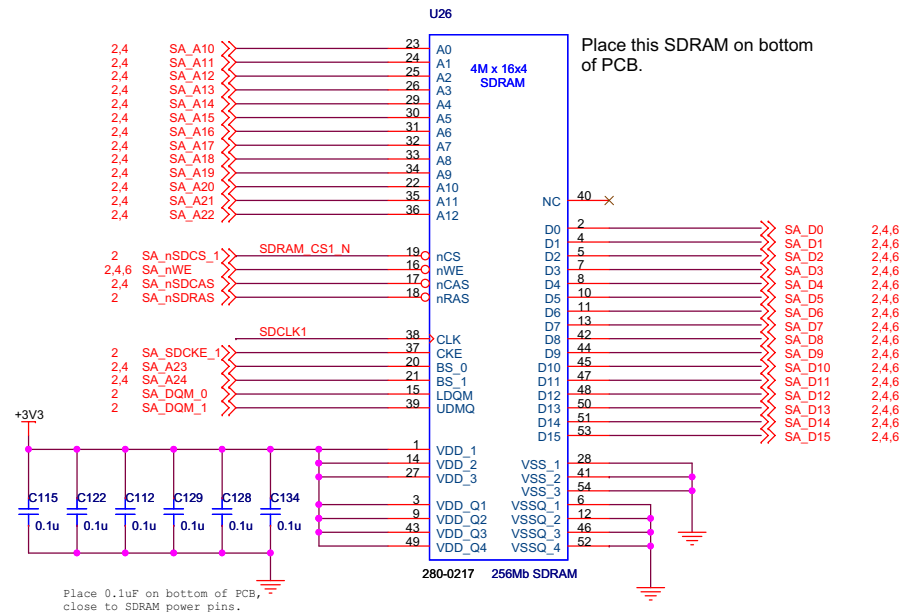 U26
Place this SDRAM on bottom
of PCB.
4M x 16x4
SDRAM
2,4 SA_A10 23 A0
2,4 SA_A11 24 A1
2,4 SA_A12 25 A2
2,4 SA_A13 26 A3
2,4 SA_A14 29 A4
2,4 SA_A15 30 A5
2,4 SA_A16 31 A6
2,4 SA_A17 32 A7
2,4 SA_A18 33 A8
2,4 SA_A19 34 A9
2,4 SA_A20 22 A10
2,4 SA_A21 35 A11
2,4 SA_A22 36 A12
NC 40
D0 2 SA_D0 2,4,6
D1 4 SA_D1 2,4,6
D2 5 SA_D2 2,4,6
D3 7 SA_D3 2,4,6
D4 8 SA_D4 2,4,6
D5 10 SA_D5 2,4,6
D6 11 SA_D6 2,4,6
D7 13 SA_D7 2,4,6
D8 42 SA_D8 2,4,6
D9 44 SA_D9 2,4,6
D10 45 SA_D10 2,4,6
D11 47 SA_D11 2,4,6
D12 48 SA_D12 2,4,6
D13 50 SA_D13 2,4,6
D14 51 SA_D14 2,4,6
D15 53 SA_D15 2,4,6
2 SA_nSDCS_1 SDRAM_CS1_N 19 nCS
2,4,6 SA_nWE 16 nWE
2,4 SA_nSDCAS 17 nCAS
2 SA_nSDRAS 18 nRAS
SDCLK1 38 CLK
2 SA_SDCKE_1 37 CKE
2,4 SA_A23 20 BS_0
2,4 SA_A24 21 BS_1
2 SA_DQM_0 15 LDQM
2 SA_DQM_1 39 UDMQ
+3V3
1 VDD_1
14 VDD_2
27 VDD_3
3 VDD_Q1
9 VDD_Q2
43 VDD_Q3
49 VDD_Q4
VSS_1 28
VSS_2 41
VSS_3 54
VSSQ_1 6
VSSQ_2 12
VSSQ_3 46
VSSQ_4 52
C115 C122 C112 C129 C128 C134
0.1u 0.1u 0.1u 0.1u 0.1u 0.1u
280-0217 256Mb SDRAM
Place 0.1uF on bottom of PCB,
close to SDRAM power pins.